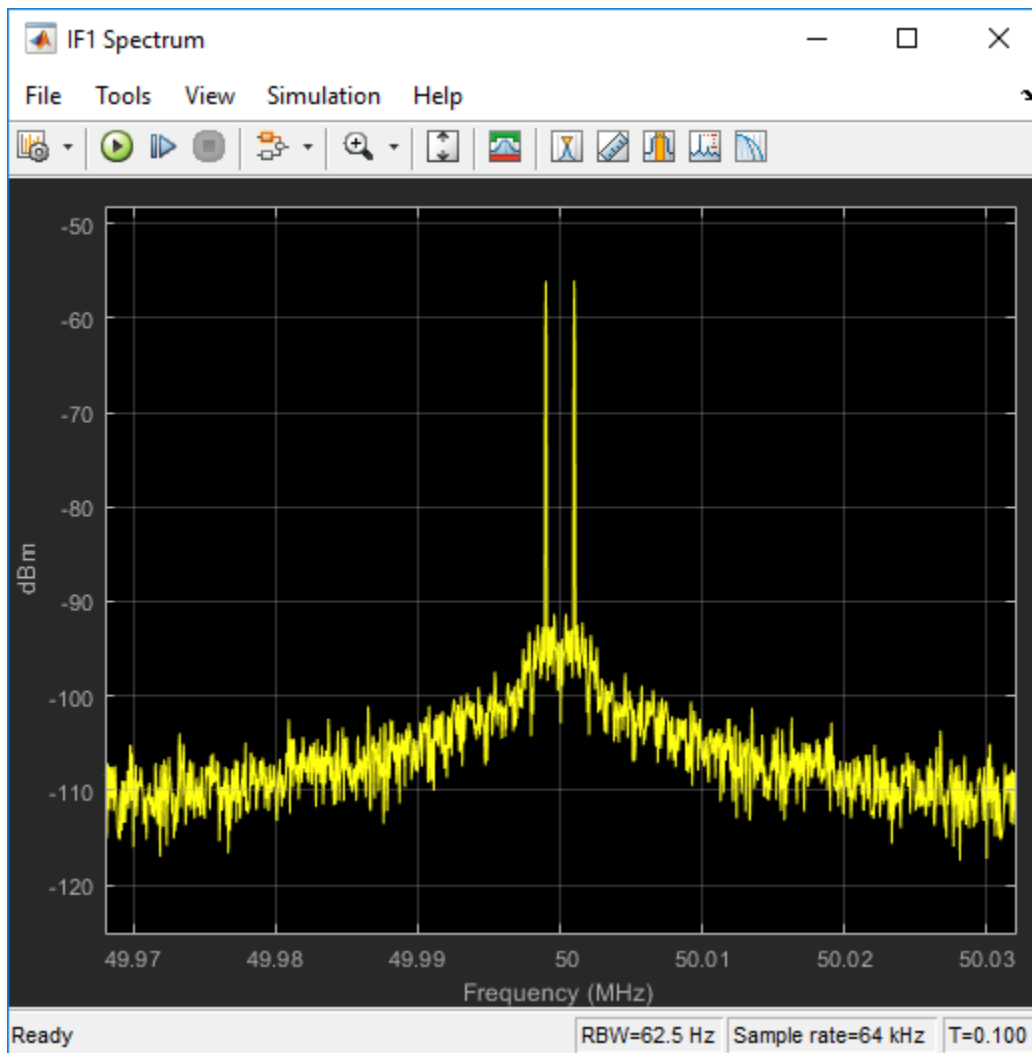 IF1 Spectrum
File Tools View Simulation Help
-50
-60
-70
-80
-90
-100
-110
-120
dBm
49.97 49.98 49.99 50 50.01 50.02 50.03
Frequency (MHz)
Ready RBW=62.5 Hz Sample rate=64 kHz T=0.100